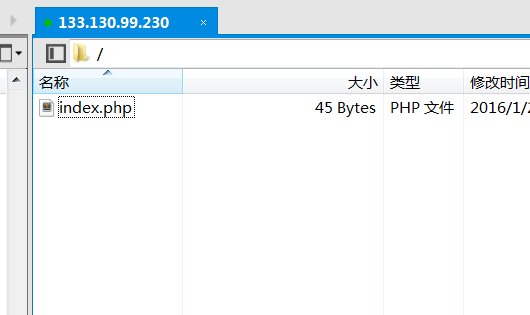 133.130.99.230
/
名称 大小 类型 修改时间
index.php 45 Bytes PHP 文件 2016/1/2